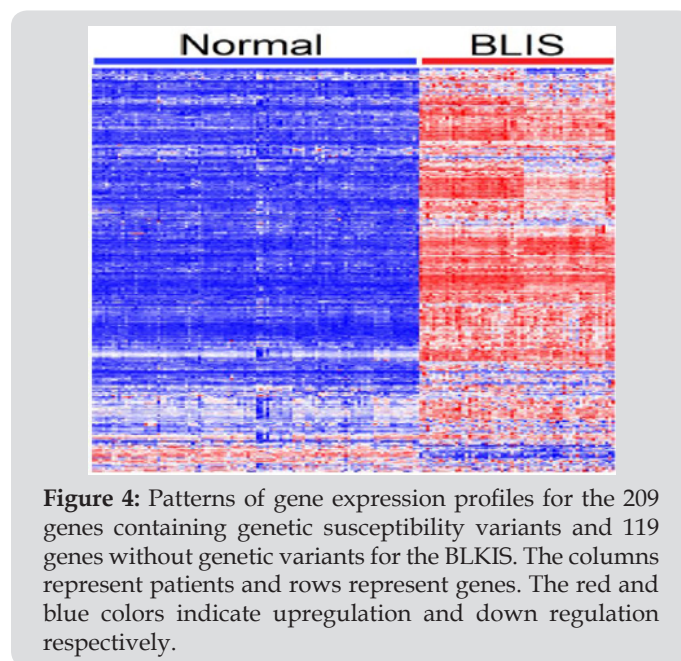 Normal BLIS
Figure 4: Patterns of gene expression profiles for the 209
genes containing genetic susceptibility variants and 119
genes without genetic variants for the BLKIS. The columns
represent patients and rows represent genes. The red and
blue colors indicate upregulation and down regulation
respectively.